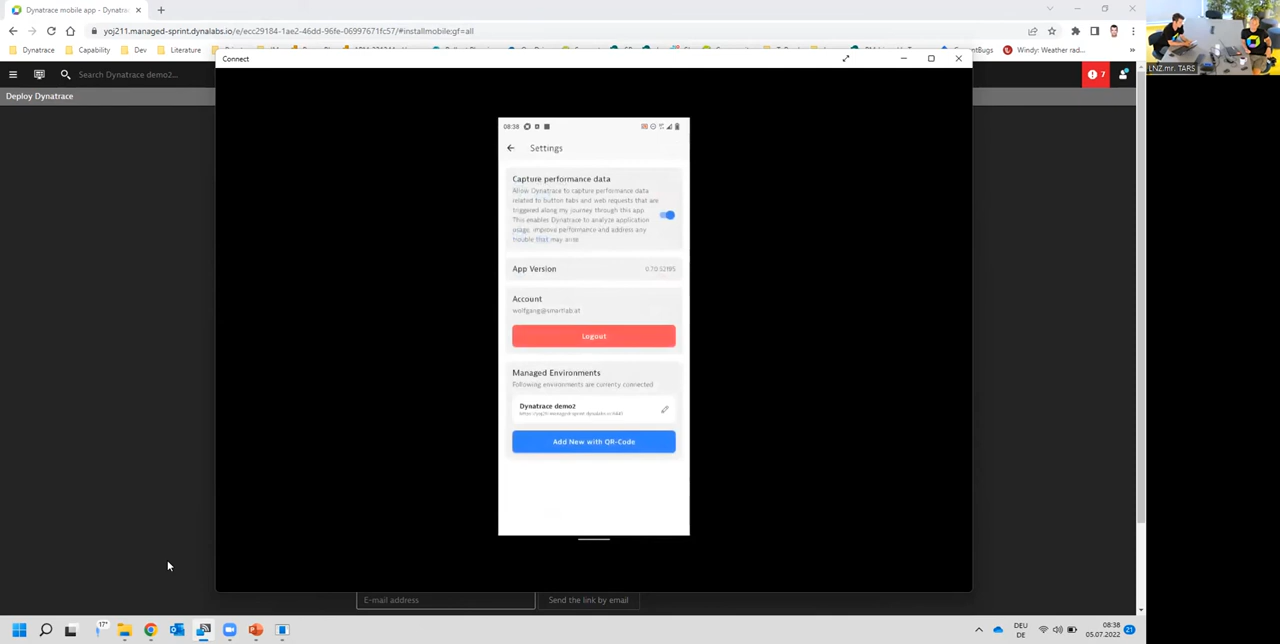 Dynatrace mobile app - Dynatrac
yoj211.managed-sprint.dynalabs.io/e/ecc29184-1ae2-46dd-96fe-06997671fc57/#installmobile;gf=all
Dynatrace
Capability
Dev
Literature
Windy: Weather rad...
Search Dynatrace demo2...
7
Deploy Dynatrace
LNZ.mr. TARS
Connect
08:38
Settings
Capture performance data
Allow Dynatrace to capture performance data
related to button tabs and web requests that are
triggered along my journey through this app
This enables Dynatrace to analyze application
usage, improve performance and address any
trouble that may arise
App Version
Account
wolfgang@smartlab.at
Logout
Managed Environments
Following environments are currently connected
Dynatrace demo2
Add New with QR-Code
E-mail address
Send the link by email
17°
DEU
DE
08:38
05.07.2022
21